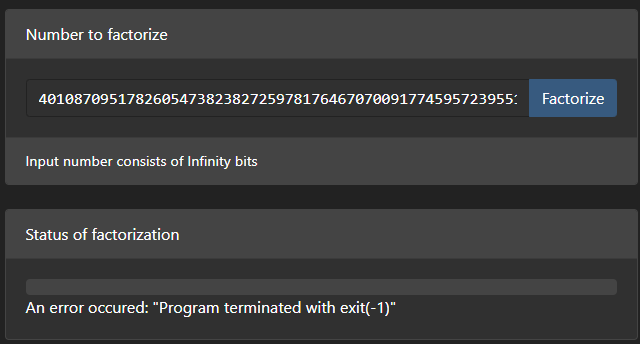 Number to factorize
40108709517826054738238272597817646707009177459572395​51
Factorize
Input number consists of Infinity bits
Status of factorization
An error occured: "Program terminated with exit(-1)"